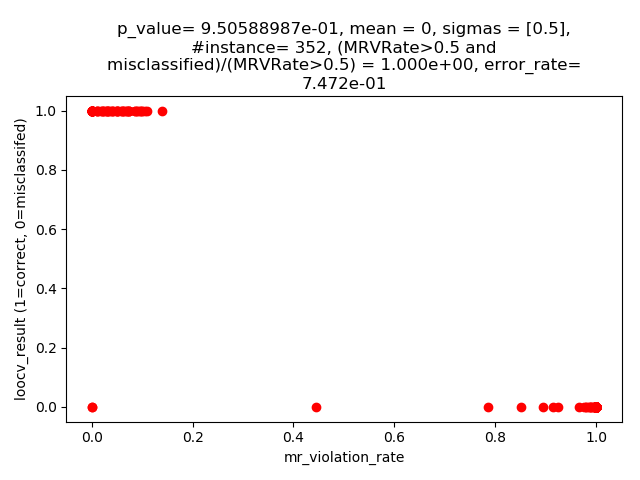 p_value= 9.50588987e-01, mean = 0, sigmas = [0.5],
#instance= 352, (MRVRate>0.5 and
misclassified)/(MRVRate>0.5) = 1.000e+00, error_rate=
7.472e-01
1.0
0.8
0.6
0.4
0.2
0.0
loocv_result (1=correct, 0=misclassifed)
0.0 0.2 0.4 0.6 0.8 1.0
mr_violation_rate